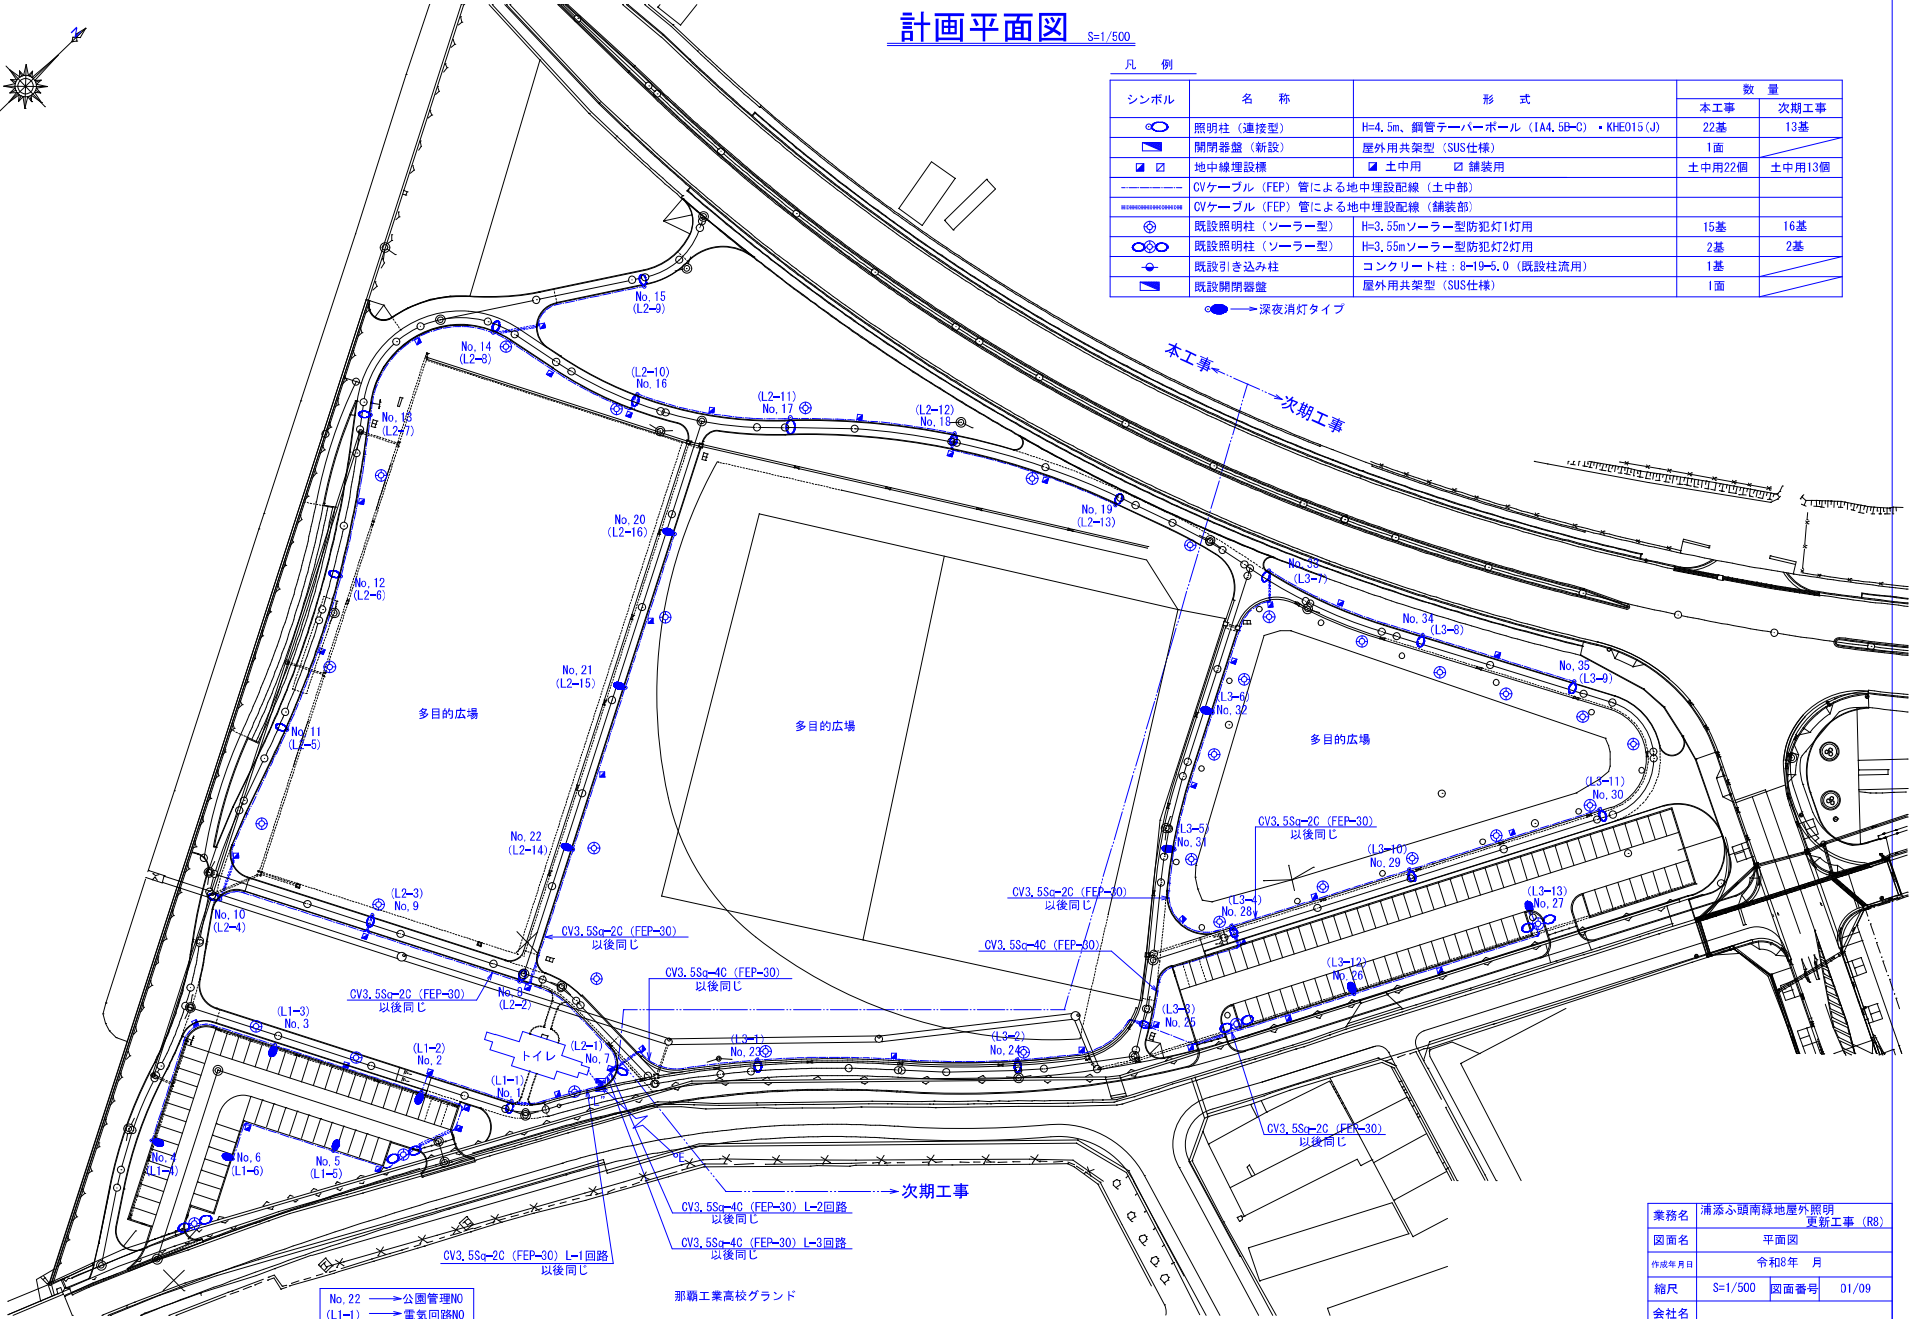 計画平面図 S=1/500
凡 例
シンボル 名 称 形 式 数 量
本工事 次期工事
照明柱（連接型） H=4.5m、鋼管テーパーポール（IA4.5B-C）・KHE015(J) 22基 13基
開閉器盤（新設） 屋外用共架型（SUS仕様） 1面
地中線埋設標 土中用 舗装用 土中用22個 土中用13個
CVケーブル（FEP）管による地中埋設配線（土中部）
CVケーブル（FEP）管による地中埋設配線（舗装部）
既設照明柱（ソーラー型） H=3.55mソーラー型防犯灯1灯用 15基 16基
既設照明柱（ソーラー型） H=3.55mソーラー型防犯灯2灯用 2基 2基
既設引き込み柱 コンクリート柱：8-19-5.0（既設柱流用） 1基
既設開閉器盤 屋外用共架型（SUS仕様） 1面
深夜消灯タイプ
本工事
次期工事
No.15
(L2-9)
No.14
(L2-8)
(L2-10)
No.16
(L2-11)
No.17
(L2-12)
No.18
No.13
(L2-7)
No.19
(L2-13)
No.20
(L2-16)
No.12
(L2-6)
No.33
(L3-7)
No.34
(L3-8)
No.35
(L3-9)
No.21
(L2-15)
(L3-6)
No.32
多目的広場
多目的広場
多目的広場
No.11
(L2-5)
(L3-11)
No.30
No.22
(L2-14)
(L3-5)
No.31
CV3.5Sq-2C (FEP-30)
以後同じ
(L3-10)
No.29
CV3.5Sq-2C (FEP-30)
以後同じ
(L2-3)
No.9
No.10
(L2-4)
(L3-4)
No.28
(L3-13)
No.27
CV3.5Sq-2C (FEP-30)
以後同じ
CV3.5Sq-4C (FEP-30)
CV3.5Sq-4C (FEP-30)
以後同じ
(L3-12)
No.26
CV3.5Sq-2C (FEP-30)
以後同じ
No.8
(L2-2)
(L1-3)
No.3
(L3-3)
No.25
(L3-1)
No.23
(L3-2)
No.24
(L1-2)
No.2
トイレ
(L2-1)
No.7
(L1-1)
No.1
CV3.5Sq-2C (FEP-30)
以後同じ
No.4
(L1-4)
No.6
(L1-6)
No.5
(L1-5)
E
次期工事
CV3.5Sq-4C (FEP-30) L-2回路
以後同じ
CV3.5Sq-4C (FEP-30) L-3回路
以後同じ
CV3.5Sq-2C (FEP-30) L-1回路
以後同じ
那覇工業高校グランド
No.22 公園管理NO
(L1-1) 電気回路NO
業務名 浦添ふ頭南緑地屋外照明
更新工事（R8）
図面名 平面図
作成年月日 令和8年 月
縮尺 S=1/500 図面番号 01/09
会社名